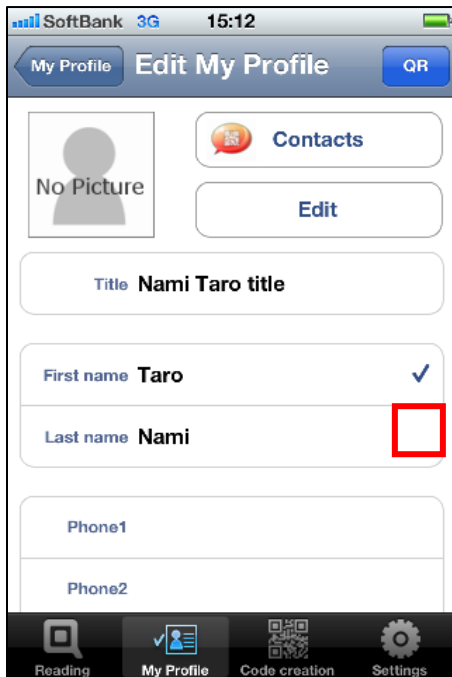 SoftBank 3G 15:12
My Profile Edit My Profile QR
No Picture
Contacts
Edit
Title Nami Taro title
First name Taro
Last name Nami
Phone1
Phone2
Reading My Profile Code creation Settings